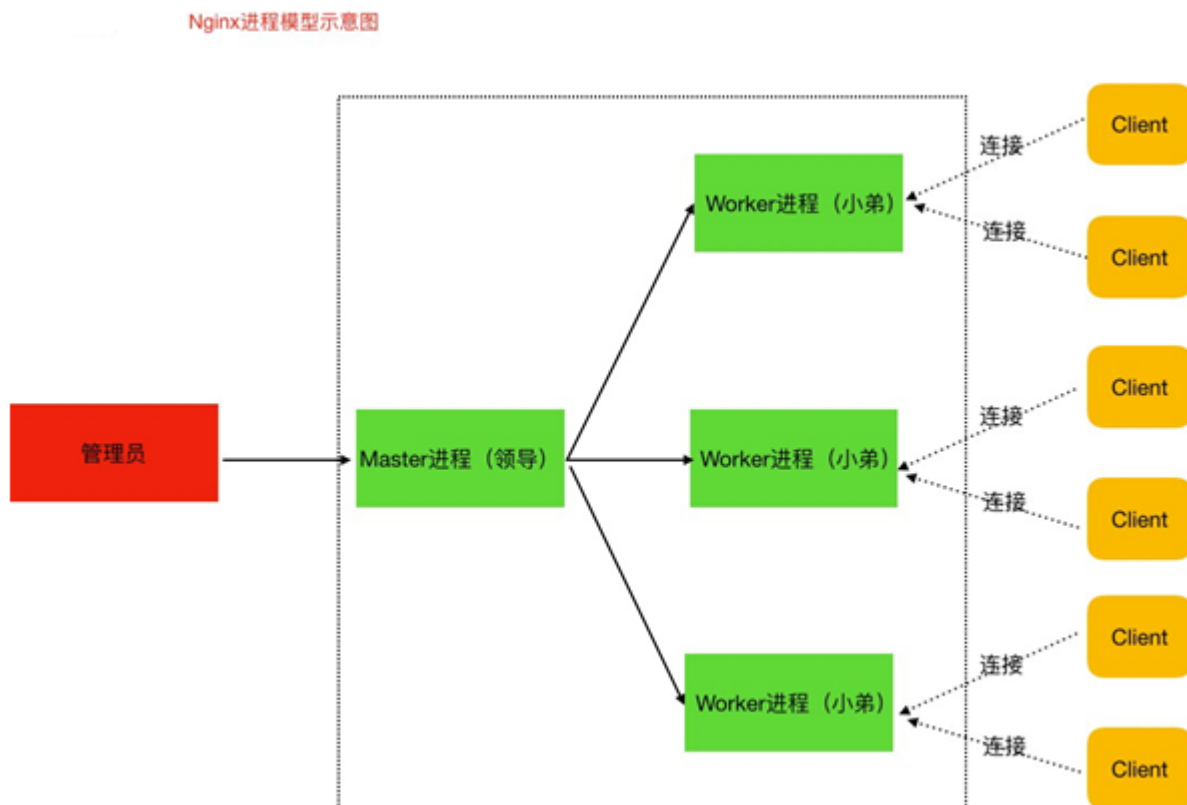 Nginx进程模型示意图
Client
连接
Worker进程（小弟）
连接
Client
Client
连接
管理员
Master进程（领导）
Worker进程（小弟）
连接
Client
Client
连接
Worker进程（小弟）
连接
Client